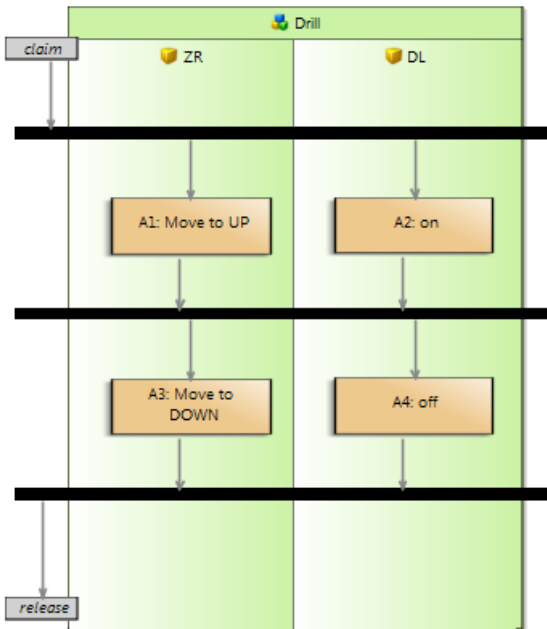 Drill
claim
ZR
DL
A1: Move to UP
A2: on
A3: Move to
DOWN
A4: off
release